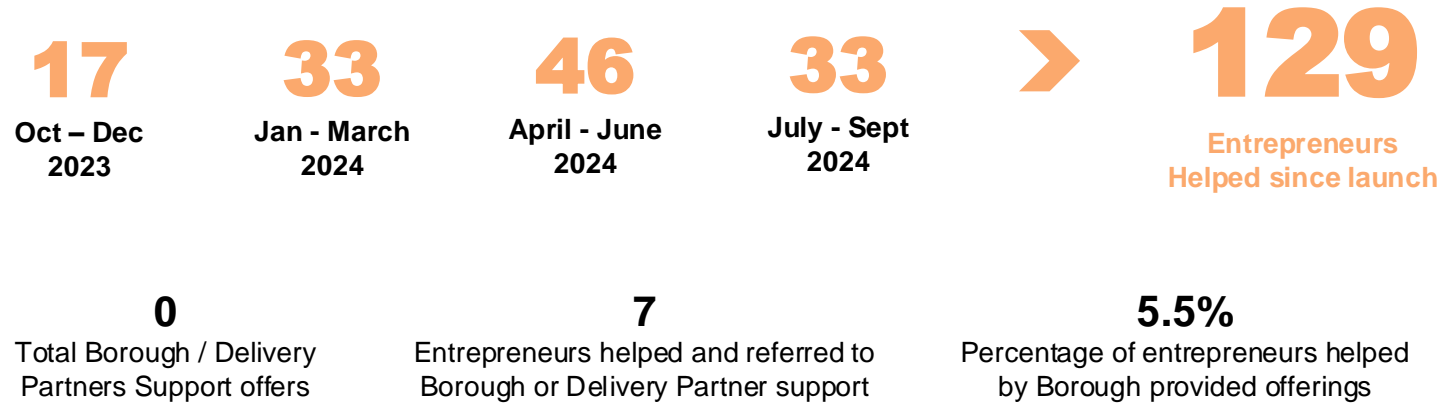 17
Oct – Dec
2023
33
Jan - March
2024
46
April - June
2024
33
July - Sept
2024
129
Entrepreneurs
Helped since launch
0
Total Borough / Delivery
Partners Support offers
7
Entrepreneurs helped and referred to
Borough or Delivery Partner support
5.5%
Percentage of entrepreneurs helped
by Borough provided offerings